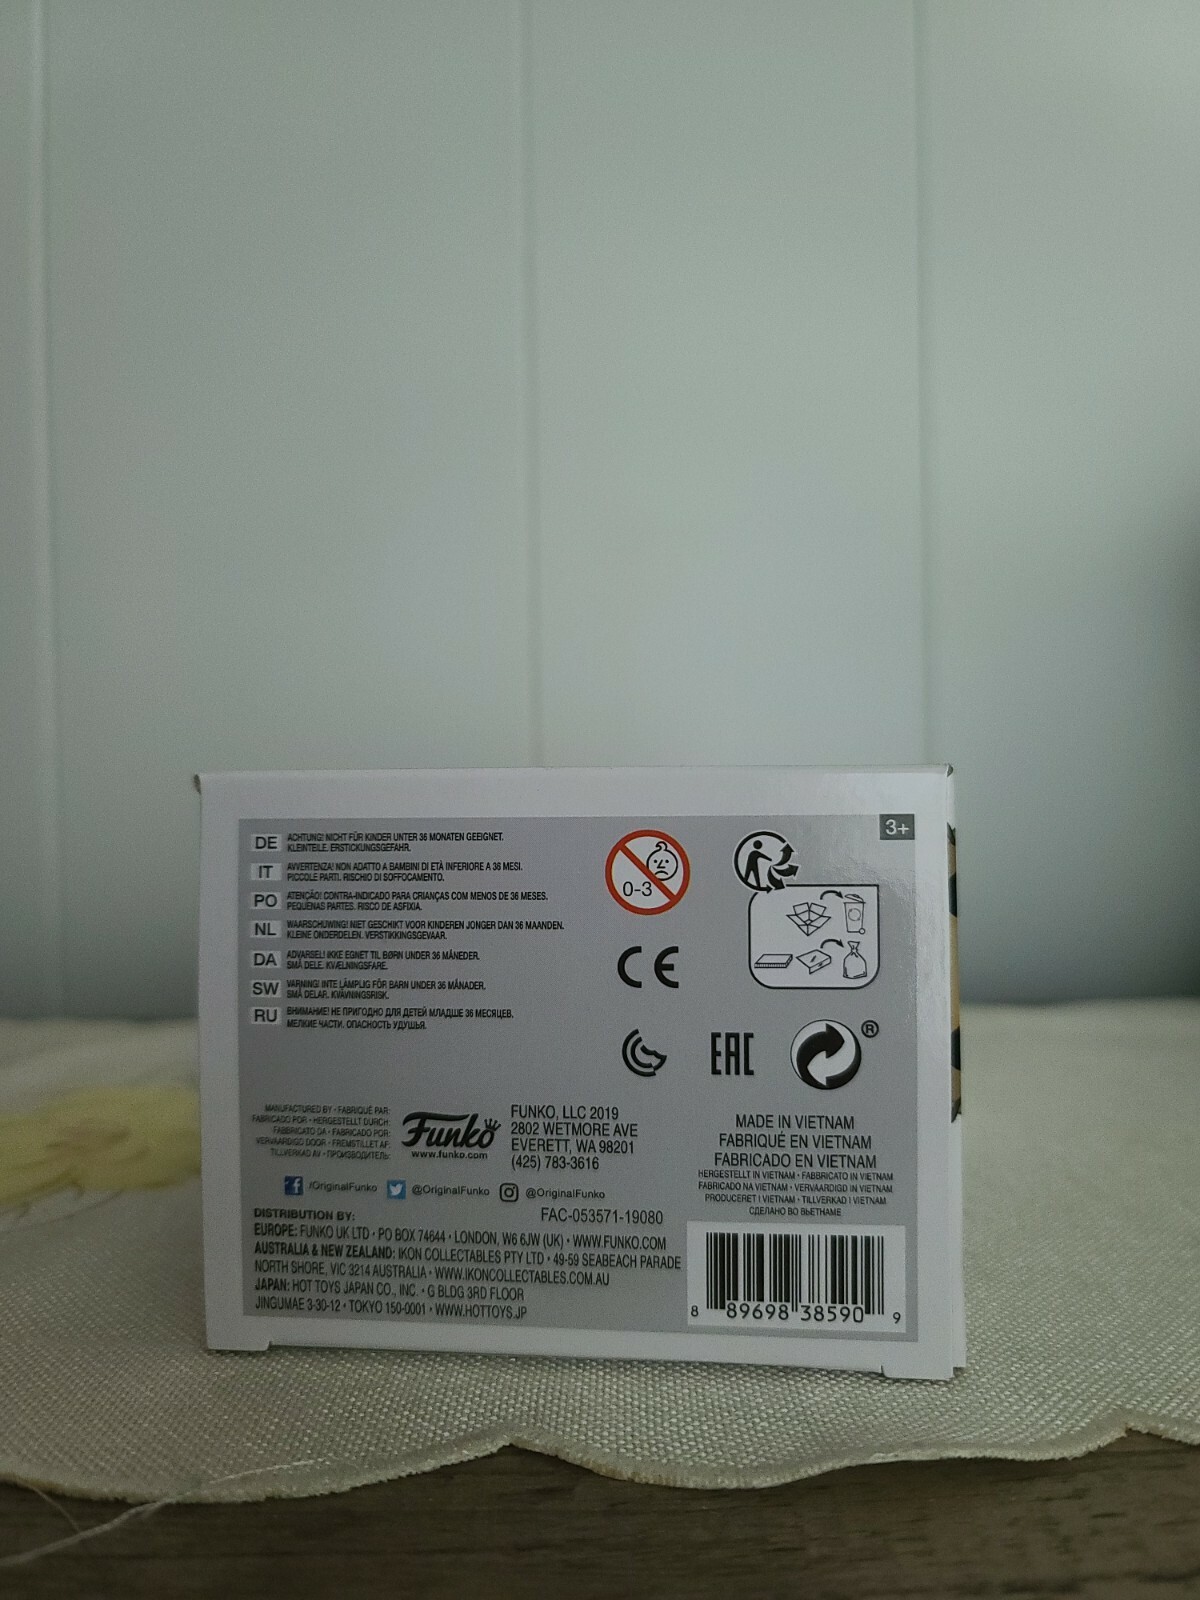 3+
DE ACHTUNG! NICHT FÜR KINDER UNTER 36 MONATEN GEEIGNET.
KLEINTEILE. ERSTICKUNGSGEFAHR.
IT AVVERTENZA! NON ADATTO A BAMBINI DI ETÀ INFERIORE A 36 MESI.
PICCOLE PARTI. RISCHIO DI SOFFOCAMENTO.
PO ATENÇÃO! CONTRA-INDICADO PARA CRIANÇAS COM MENOS DE 36 MESES.
PEQUENAS PARTES. RISCO DE ASFIXIA.
NL WAARSCHUWING! NIET GESCHIKT VOOR KINDEREN JONGER DAN 36 MAANDEN.
KLEINE ONDERDELEN. VERSTIKKINGSGEVAAR.
DA ADVARSEL! IKKE EGNET TIL BØRN UNDER 36 MÅNEDER.
SMÅ DELE. KVÆLNINGSFARE.
SW VARNING! INTE LÄMPLIG FÖR BARN UNDER 36 MÅNADER.
SMÅ DELAR. KVÄVNINGSRISK.
RU ВНИМАНИЕ! НЕ ПРИГОДНО ДЛЯ ДЕТЕЙ МЛАДШЕ 36 МЕСЯЦЕВ.
МЕЛКИЕ ЧАСТИ. ОПАСНОСТЬ УДУШЬЯ.
0-3
CE
EAC
®
MANUFACTURED BY • FABRIQUÉ PAR:
FABRICADO POR • HERGESTELLT DURCH:
FABBRICATO DA • FABRICADO POR:
VERVAARDIGD DOOR • FREMSTILLET AF:
TILLVERKAD AV • ПРОИЗВОДИТЕЛЬ:
Funko
www.funko.com
FUNKO, LLC 2019
2802 WETMORE AVE
EVERETT, WA 98201
(425) 783-3616
/OriginalFunko @OriginalFunko @OriginalFunko
FAC-053571-19080
DISTRIBUTION BY:
EUROPE: FUNKO UK LTD • PO BOX 74644 • LONDON, W6 6JW (UK) • WWW.FUNKO.COM
AUSTRALIA & NEW ZEALAND: IKON COLLECTABLES PTY LTD • 49-59 SEABEACH PARADE
NORTH SHORE, VIC 3214 AUSTRALIA • WWW.IKONCOLLECTABLES.COM.AU
JAPAN: HOT TOYS JAPAN CO., INC. • G BLDG 3RD FLOOR
JINGUMAE 3-30-12 • TOKYO 150-0001 • WWW.HOTTOYS.JP
MADE IN VIETNAM
FABRIQUÉ EN VIETNAM
FABRICADO EN VIETNAM
HERGESTELLT IN VIETNAM • FABBRICATO IN VIETNAM
FABRICADO NA VIETNAM • VERVAARDIGD IN VIETNAM
PRODUCERET I VIETNAM • TILLVERKAD I VIETNAM
СДЕЛАНО ВО ВЬЕТНАМЕ
8 89698 38590 9